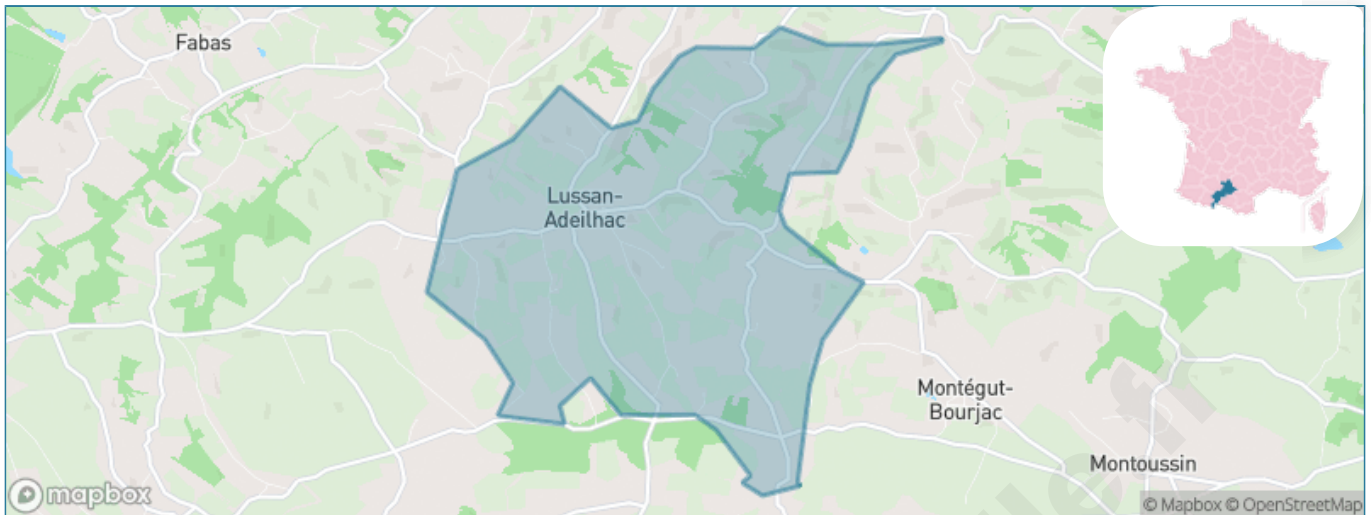 Fabas
Lussan-
Adeilhac
Montégut-
Bourjac
Montoussin
mapbox
© Mapbox © OpenStreetMap